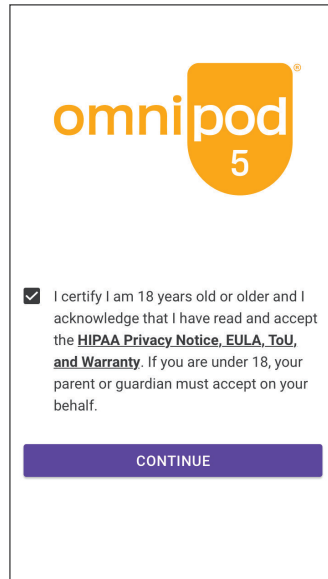 omnipod®
5
I certify I am 18 years old or older and I
acknowledge that I have read and accept
the HIPAA Privacy Notice, EULA, ToU,
and Warranty. If you are under 18, your
parent or guardian must accept on your
behalf.
CONTINUE